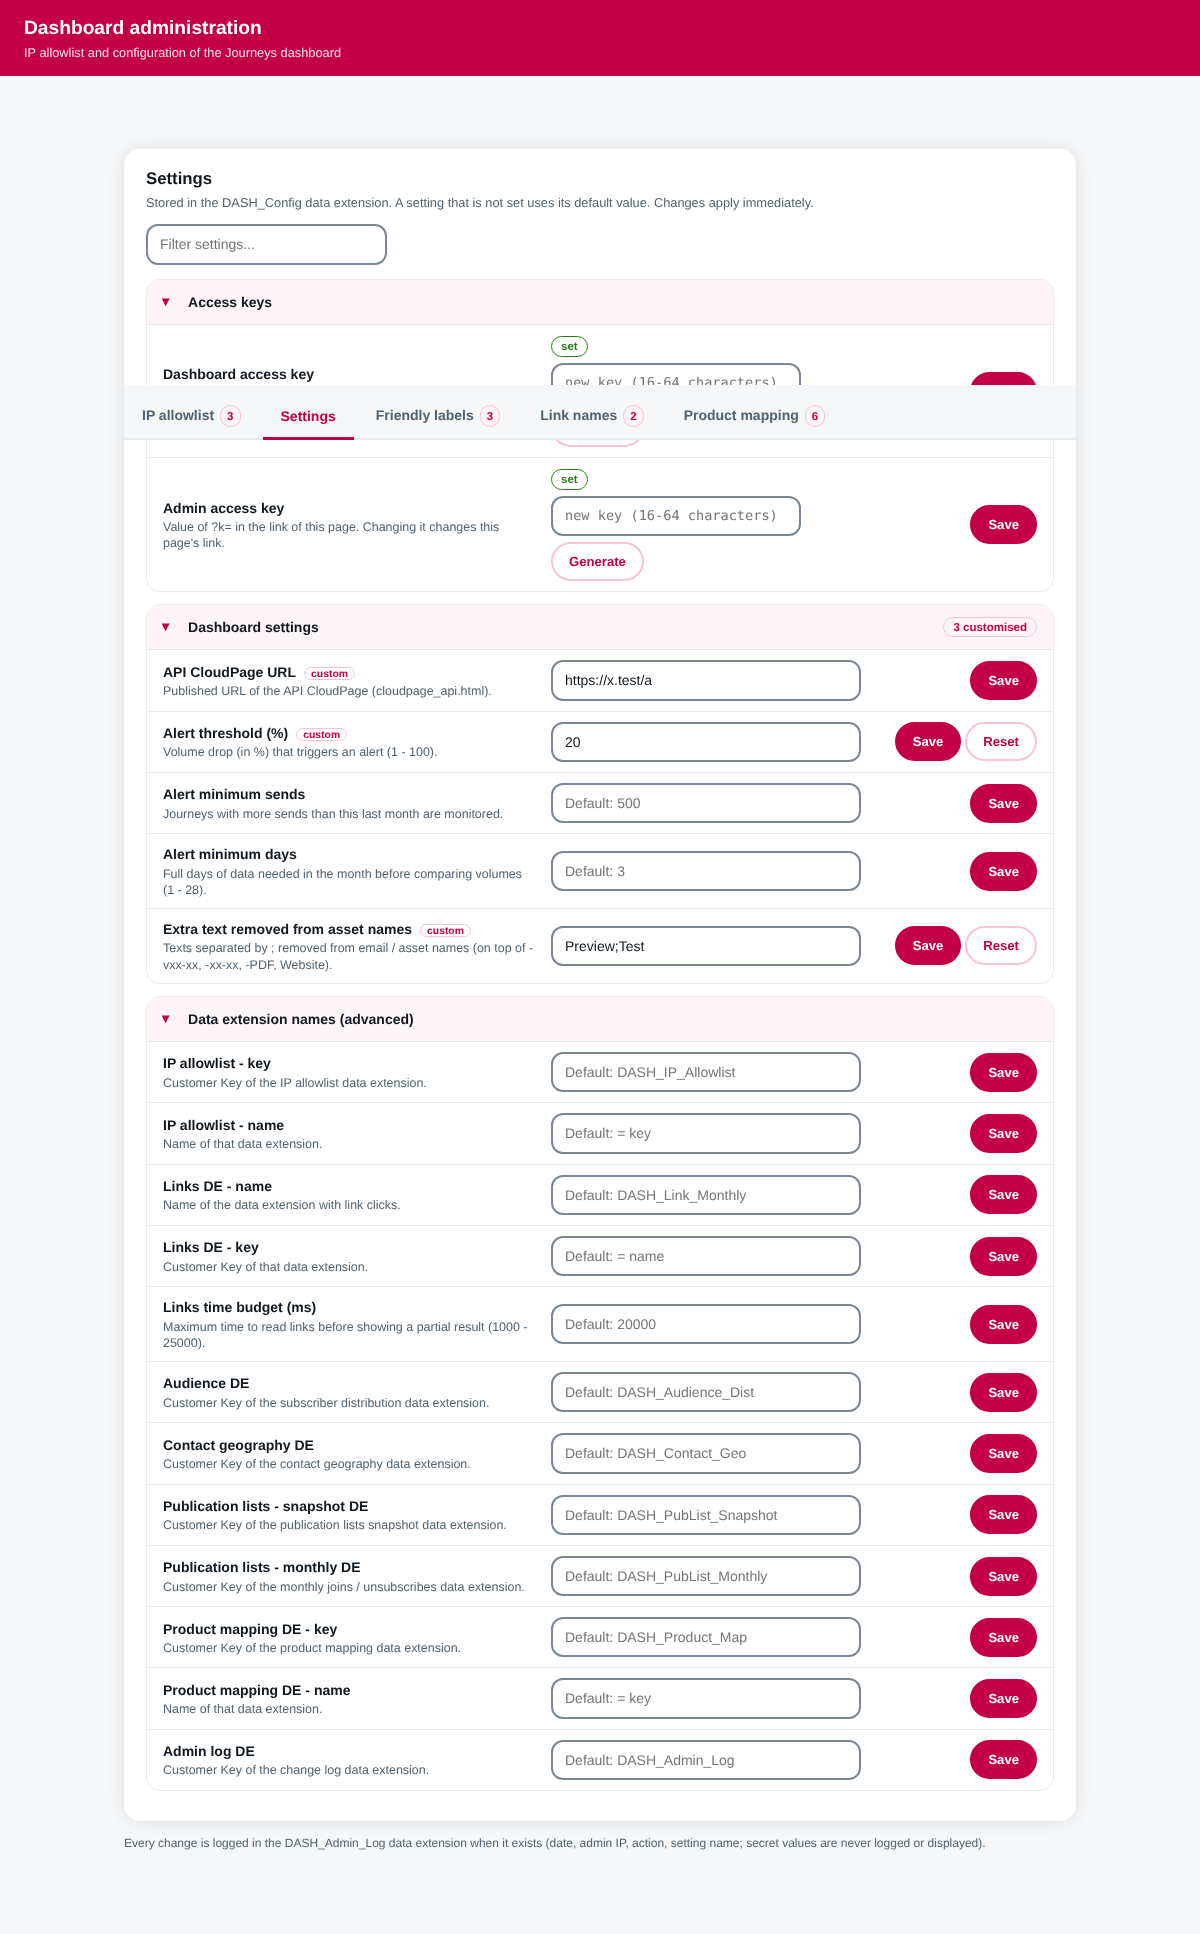 Dashboard administration
IP allowlist and configuration of the Journeys dashboard
Settings
Stored in the DASH_Config data extension. A setting that is not set uses its default value. Changes apply immediately.
Filter settings...
▼ Access keys
set
Dashboard access key
new key (16-64 characters)
IP allowlist 3 Settings Friendly labels 3 Link names 2 Product mapping 6
set
Admin access key
new key (16-64 characters)
Save
Value of ?k= in the link of this page. Changing it changes this
page's link.
Generate
▼ Dashboard settings 3 customised
API CloudPage URL custom
https://x.test/a
Save
Published URL of the API CloudPage (cloudpage_api.html).
Alert threshold (%) custom
20
Save Reset
Volume drop (in %) that triggers an alert (1 - 100).
Alert minimum sends
Default: 500
Save
Journeys with more sends than this last month are monitored.
Alert minimum days
Default: 3
Save
Full days of data needed in the month before comparing volumes
(1 - 28).
Extra text removed from asset names custom
Preview;Test
Save Reset
Texts separated by ; removed from email / asset names (on top of -
vxx-xx, -xx-xx, -PDF, Website).
▼ Data extension names (advanced)
IP allowlist - key
Default: DASH_IP_Allowlist
Save
Customer Key of the IP allowlist data extension.
IP allowlist - name
Default: = key
Save
Name of that data extension.
Links DE - name
Default: DASH_Link_Monthly
Save
Name of the data extension with link clicks.
Links DE - key
Default: = name
Save
Customer Key of that data extension.
Links time budget (ms)
Default: 20000
Save
Maximum time to read links before showing a partial result (1000 -
25000).
Audience DE
Default: DASH_Audience_Dist
Save
Customer Key of the subscriber distribution data extension.
Contact geography DE
Default: DASH_Contact_Geo
Save
Customer Key of the contact geography data extension.
Publication lists - snapshot DE
Default: DASH_PubList_Snapshot
Save
Customer Key of the publication lists snapshot data extension.
Publication lists - monthly DE
Default: DASH_PubList_Monthly
Save
Customer Key of the monthly joins / unsubscribes data extension.
Product mapping DE - key
Default: DASH_Product_Map
Save
Customer Key of the product mapping data extension.
Product mapping DE - name
Default: = key
Save
Name of that data extension.
Admin log DE
Default: DASH_Admin_Log
Save
Customer Key of the change log data extension.
Every change is logged in the DASH_Admin_Log data extension when it exists (date, admin IP, action, setting name; secret values are never logged or displayed).